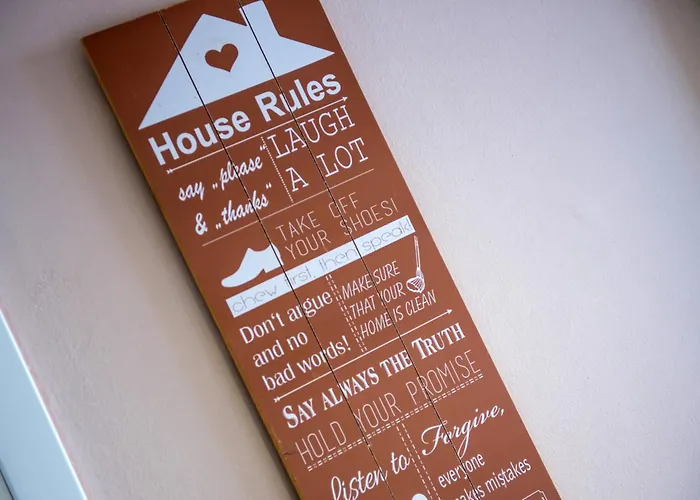 House Rules
say „please“
& „thanks“
LAUGH
A LOT
TAKE OFF
YOUR SHOES!
chew first, then speak!
Don't argue
and no
bad words!
MAKE SURE
THAT YOUR
HOME IS CLEAN
SAY ALWAYS THE TRUTH
HOLD YOUR PROMISE
listen to
Forgive,
everyone
mistakes